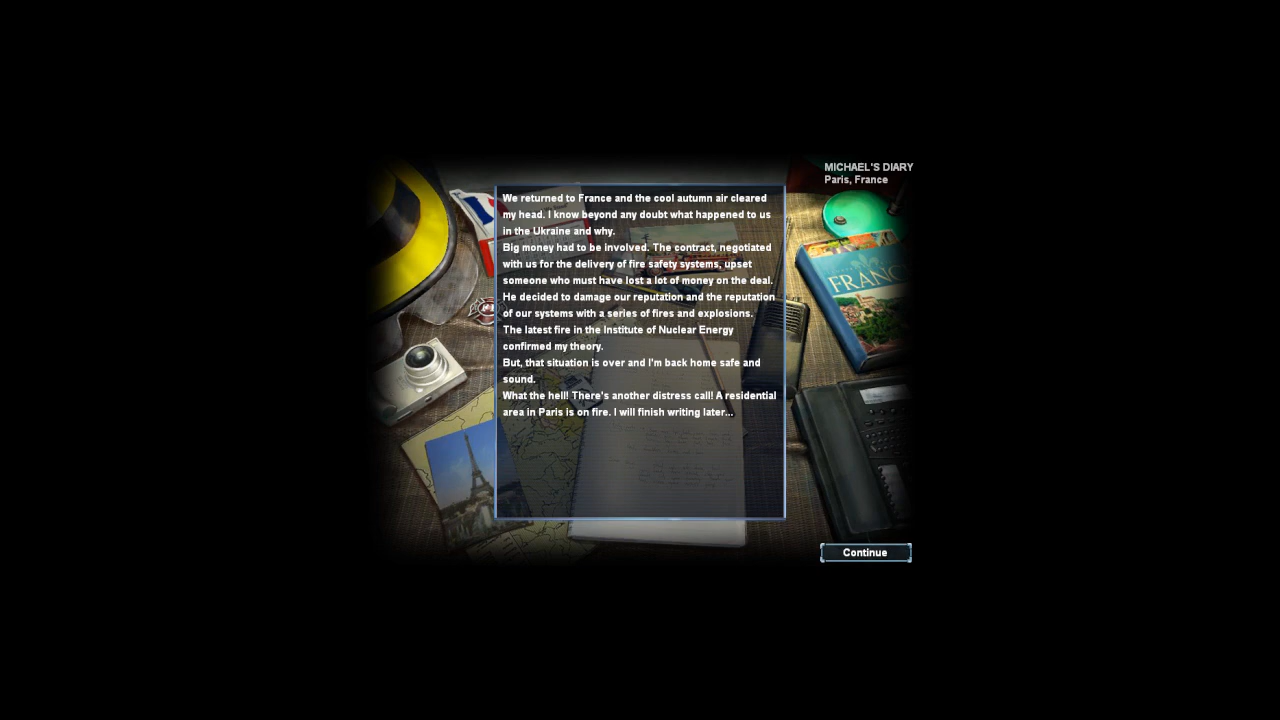 MICHAEL'S DIARY
Paris, France
We returned to France and the cool autumn air cleared
my head. I know beyond any doubt what happened to us
in the Ukraine and why.
Big money had to be involved. The contract, negotiated
with us for the delivery of fire safety systems, upset
someone who must have lost a lot of money on the deal.
He decided to damage our reputation and the reputation
of our systems with a series of fires and explosions.
The latest fire in the Institute of Nuclear Energy
confirmed my theory.
But, that situation is over and I'm back home safe and
sound.
What the hell! There's another distress call! A residential
area in Paris is on fire. I will finish writing later...
FRANC
Continue